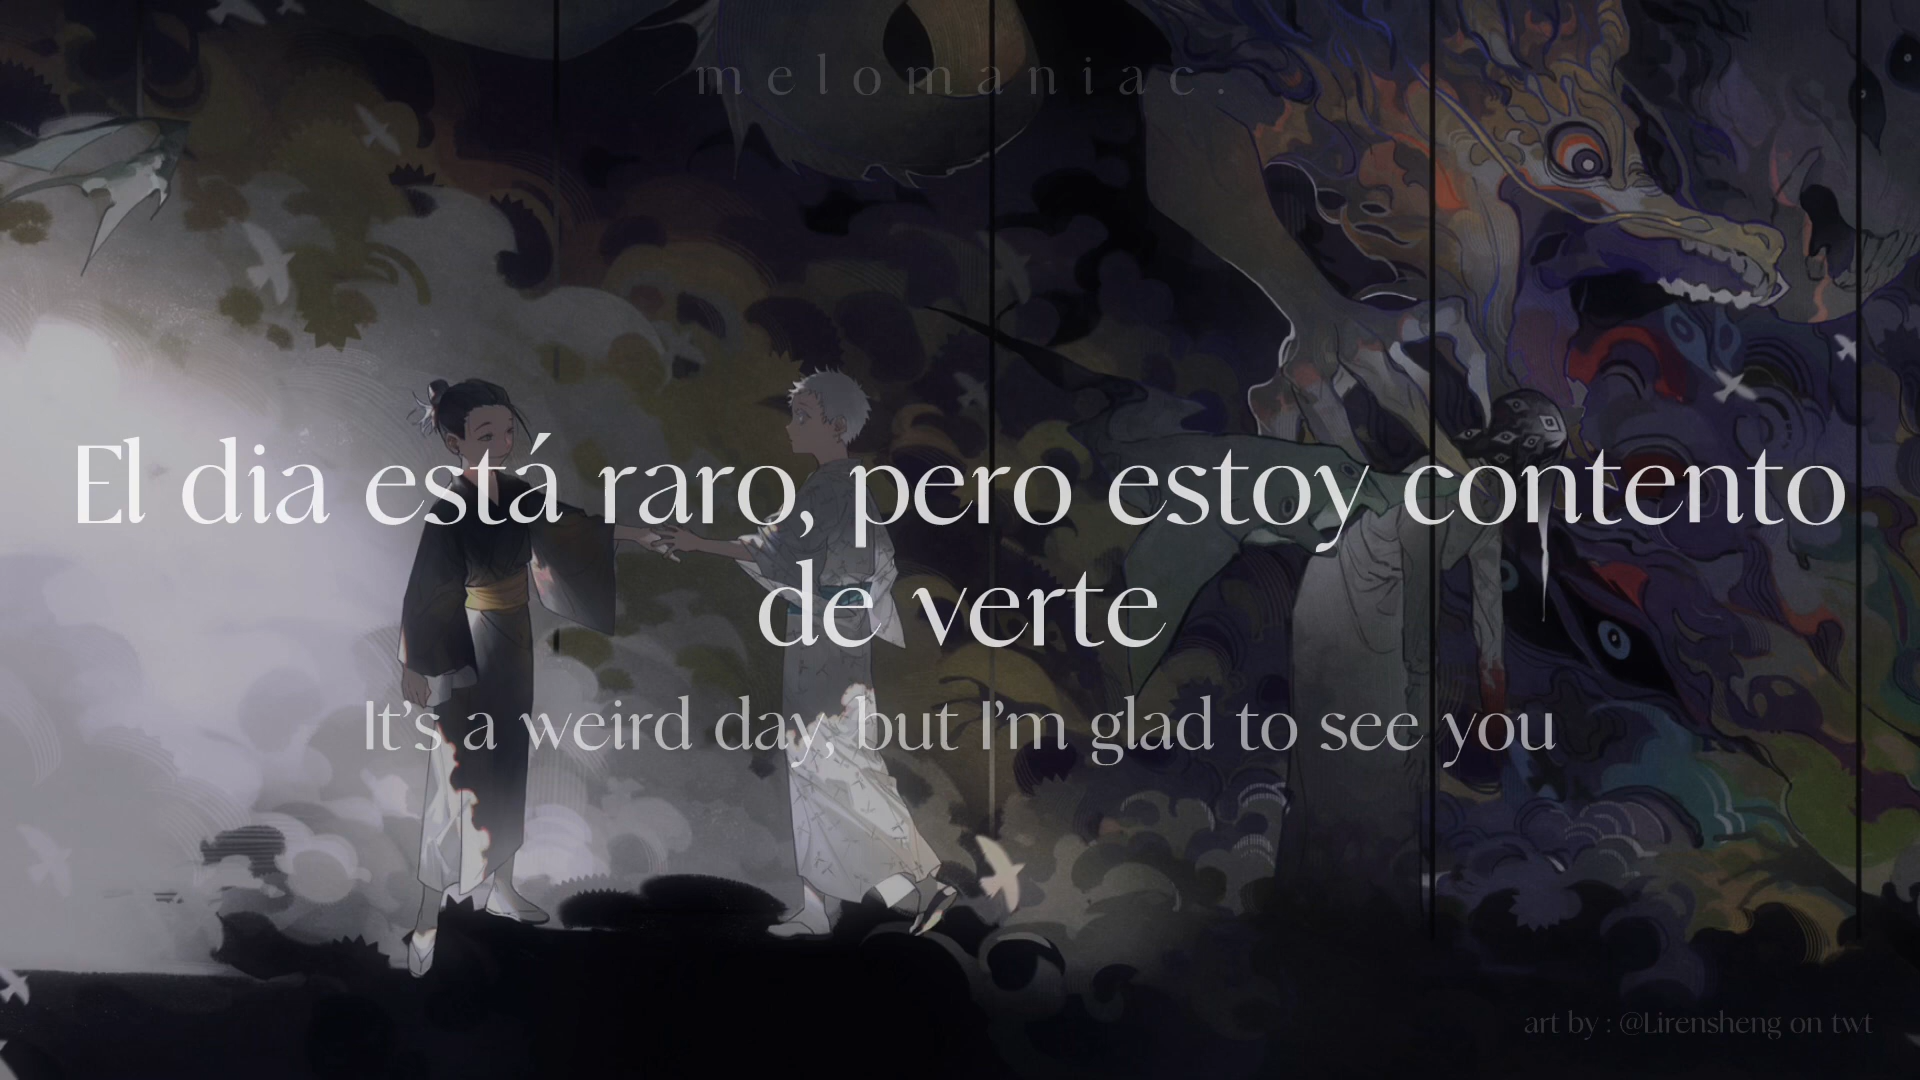 melomaniac.
El dia está raro, pero estoy contento
de verte
It's a weird day, but I'm glad to see you
art by : @Lirensheng on twt